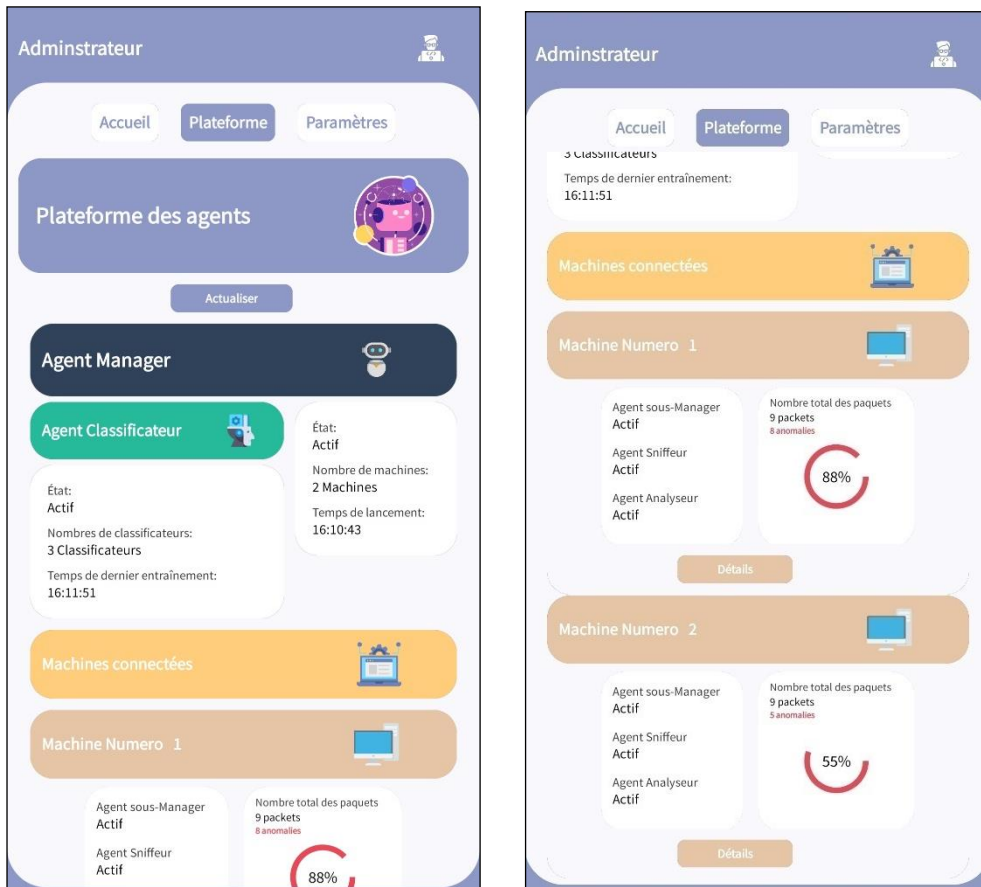 Adminstrateur
Accueil
Plateforme
Paramètres
Plateforme des agents
Actualiser
Agent Manager
Agent Classificateur
État:
Actif
Nombres de classificateurs:
3 Classificateurs
Temps de dernier entraînement:
16:11:51
État:
Actif
Nombre de machines:
2 Machines
Temps de lancement:
16:10:43
Machines connectées
Machine Numero 1
Agent sous-Manager
Actif
Agent Sniffeur
Actif
Nombre total des paquets
9 packets
8 anomalies
88%
Adminstrateur
Accueil
Plateforme
Paramètres
3 Classificateurs
Temps de dernier entraînement:
16:11:51
Machines connectées
Machine Numero 1
Agent sous-Manager
Actif
Agent Sniffeur
Actif
Agent Analyseur
Actif
Nombre total des paquets
9 packets
8 anomalies
88%
Détails
Machine Numero 2
Agent sous-Manager
Actif
Agent Sniffeur
Actif
Agent Analyseur
Actif
Nombre total des paquets
9 packets
5 anomalies
55%
Détails